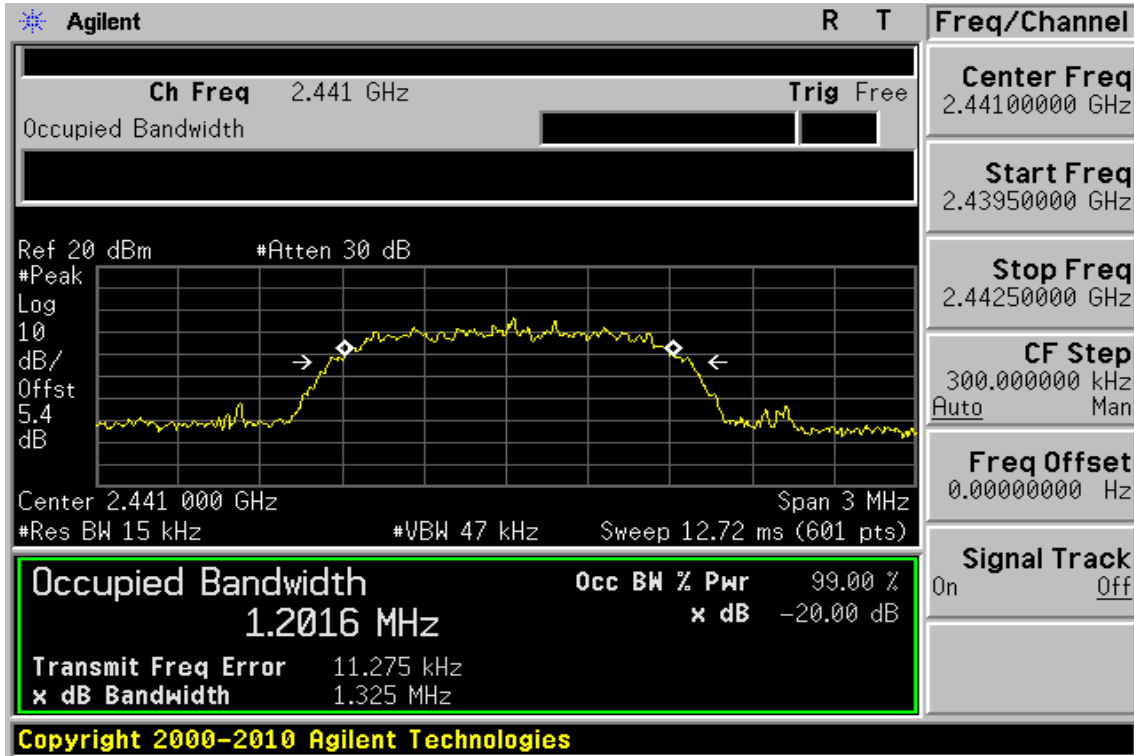 Agilent R T
Ch Freq 2.441 GHz Trig Free
Occupied Bandwidth
Ref 20 dBm #Atten 30 dB
#Peak
Log
10
dB/
Offst
5.4
dB
Center 2.441 000 GHz Span 3 MHz
#Res BW 15 kHz #VBW 47 kHz Sweep 12.72 ms (601 pts)
Occupied Bandwidth Occ BW % Pwr 99.00 %
1.2016 MHz x dB -20.00 dB
Transmit Freq Error 11.275 kHz
x dB Bandwidth 1.325 MHz
Copyright 2000-2010 Agilent Technologies
Freq/Channel
Center Freq
2.44100000 GHz
Start Freq
2.43950000 GHz
Stop Freq
2.44250000 GHz
CF Step
300.000000 kHz
Auto Man
Freq Offset
0.00000000 Hz
Signal Track
On Off